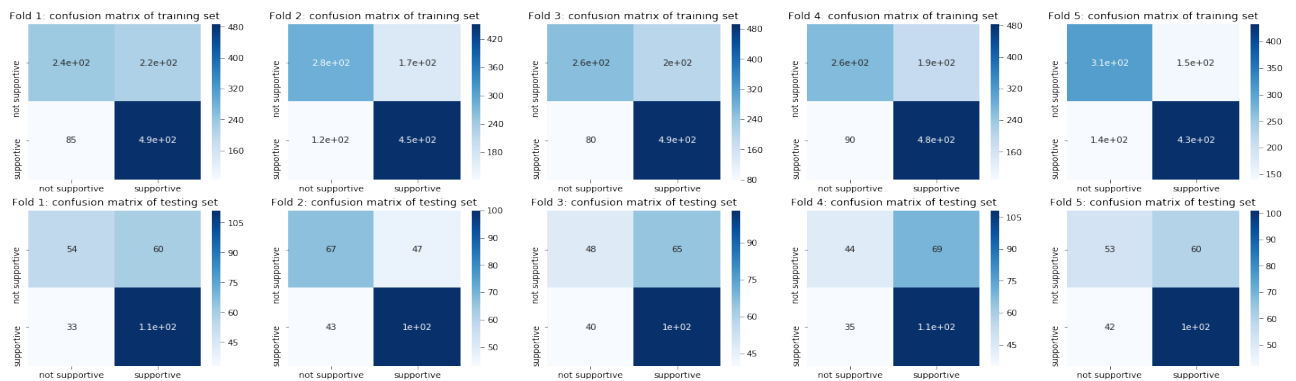 Fold 1: confusion matrix of training set
not supportive
supportive
2.4e+02 2.2e+02
85 4.9e+02
not supportive supportive
480
400
320
240
160
Fold 2: confusion matrix of training set
not supportive
supportive
2.8e+02 1.7e+02
1.2e+02 4.5e+02
not supportive supportive
420
360
300
240
180
Fold 3: confusion matrix of training set
not supportive
supportive
2.6e+02 2e+02
80 4.9e+02
not supportive supportive
480
400
320
240
160
80
Fold 4: confusion matrix of training set
not supportive
supportive
2.6e+02 1.9e+02
90 4.8e+02
not supportive supportive
480
400
320
240
160
Fold 5: confusion matrix of training set
not supportive
supportive
3.1e+02 1.5e+02
1.4e+02 4.3e+02
not supportive supportive
400
350
300
250
200
150
Fold 1: confusion matrix of testing set
not supportive
supportive
54 60
33 1.1e+02
not supportive supportive
105
90
75
60
45
Fold 2: confusion matrix of testing set
not supportive
supportive
67 47
43 1e+02
not supportive supportive
100
90
80
70
60
50
Fold 3: confusion matrix of testing set
not supportive
supportive
48 65
40 1e+02
not supportive supportive
90
75
60
45
Fold 4: confusion matrix of testing set
not supportive
supportive
44 69
35 1.1e+02
not supportive supportive
105
90
75
60
45
Fold 5: confusion matrix of testing set
not supportive
supportive
53 60
42 1e+02
not supportive supportive
100
90
80
70
60
50